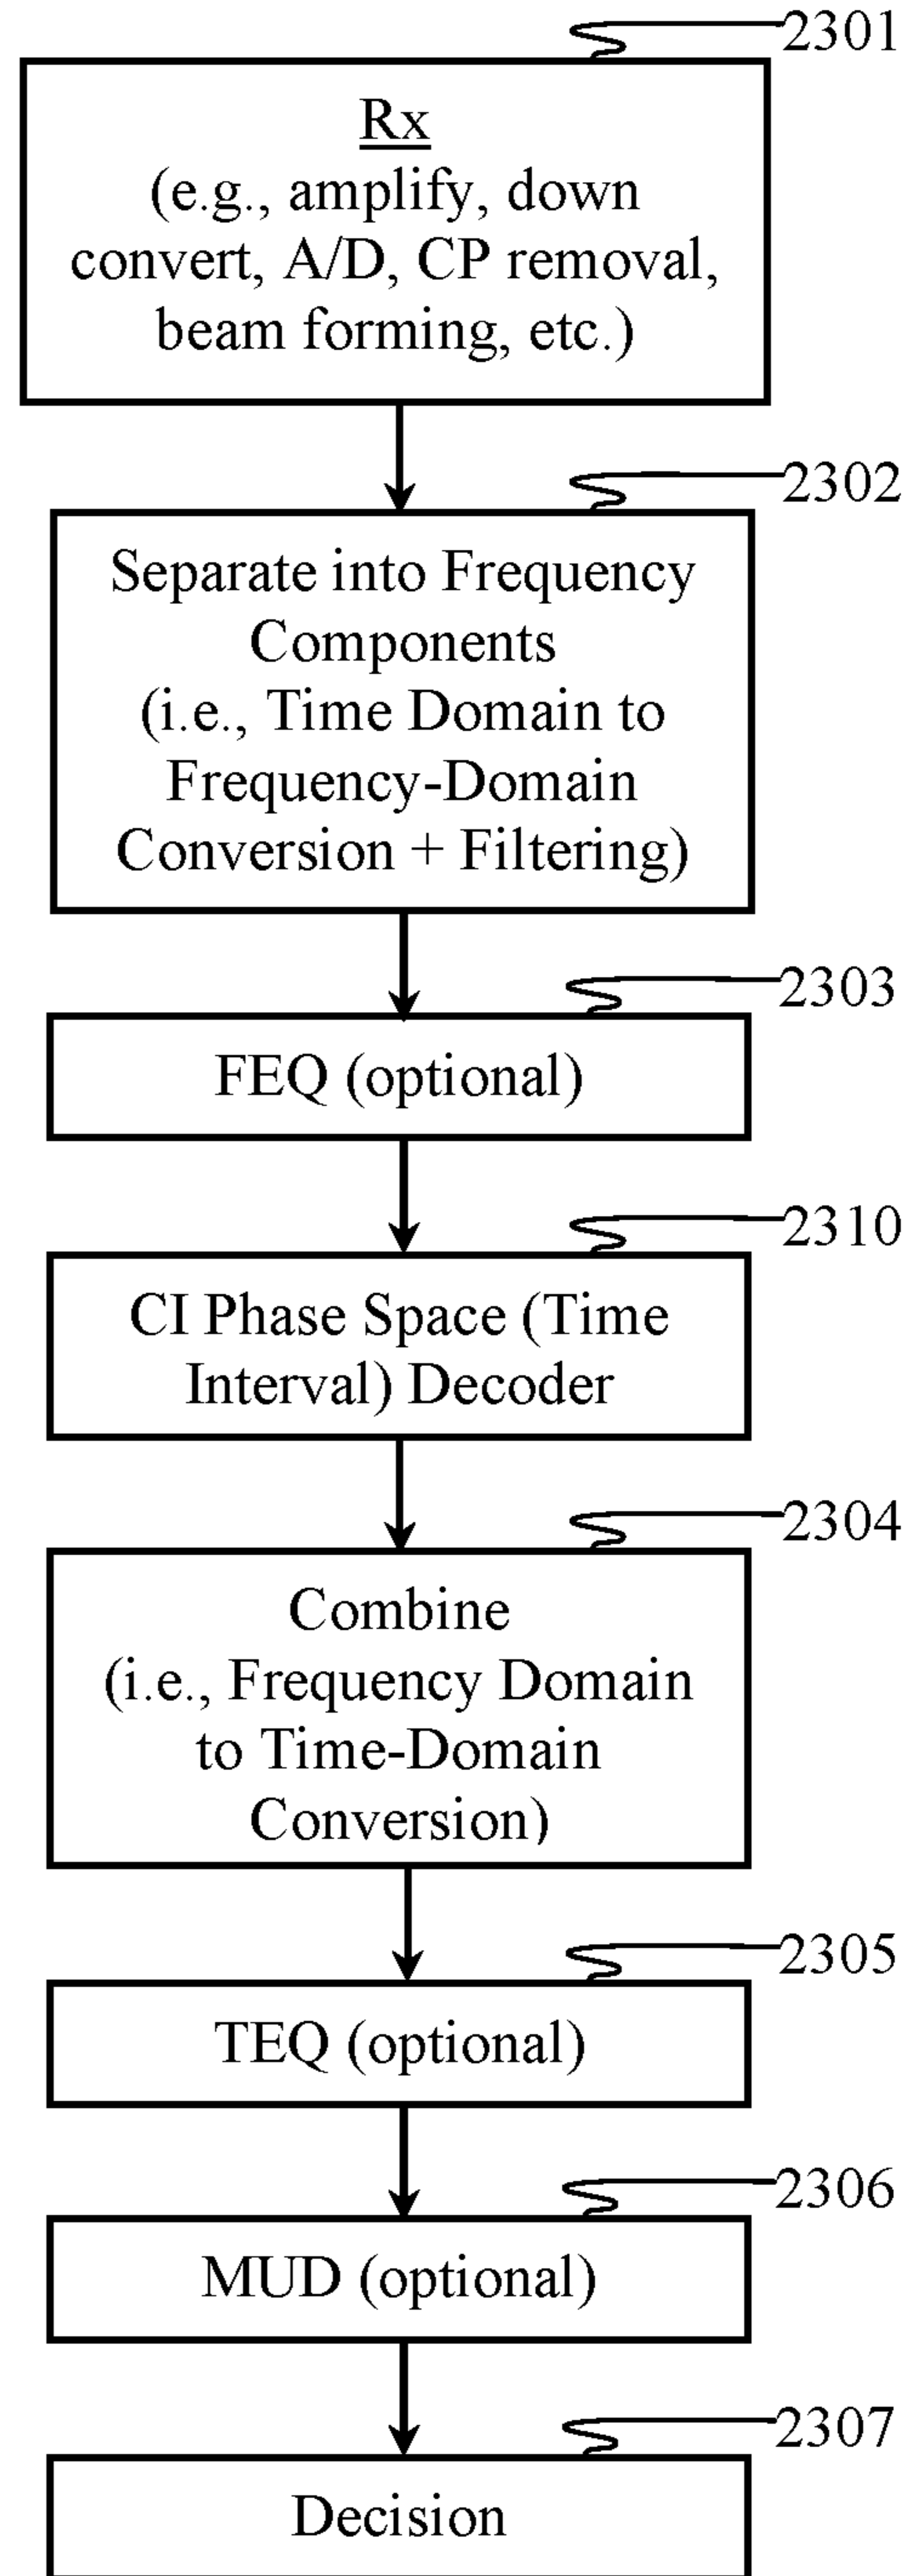 2301
Rx
(e.g., amplify, down
convert, A/D, CP removal,
beam forming, etc.)
2302
Separate into Frequency
Components
(i.e., Time Domain to
Frequency-Domain
Conversion + Filtering)
2303
FEQ (optional)
2310
CI Phase Space (Time
Interval) Decoder
2304
Combine
(i.e., Frequency Domain
to Time-Domain
Conversion)
2305
TEQ (optional)
2306
MUD (optional)
2307
Decision